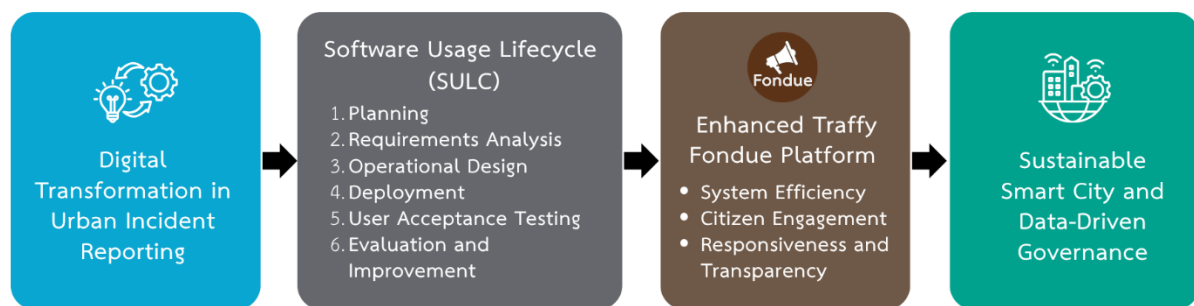 Digital
Transformation in
Urban Incident
Reporting
Software Usage Lifecycle
(SULC)
1. Planning
2. Requirements Analysis
3. Operational Design
4. Deployment
5. User Acceptance Testing
6. Evaluation and
Improvement
Fondue
Enhanced Traffy
Fondue Platform
• System Efficiency
• Citizen Engagement
• Responsiveness and
Transparency
Sustainable
Smart City and
Data-Driven
Governance